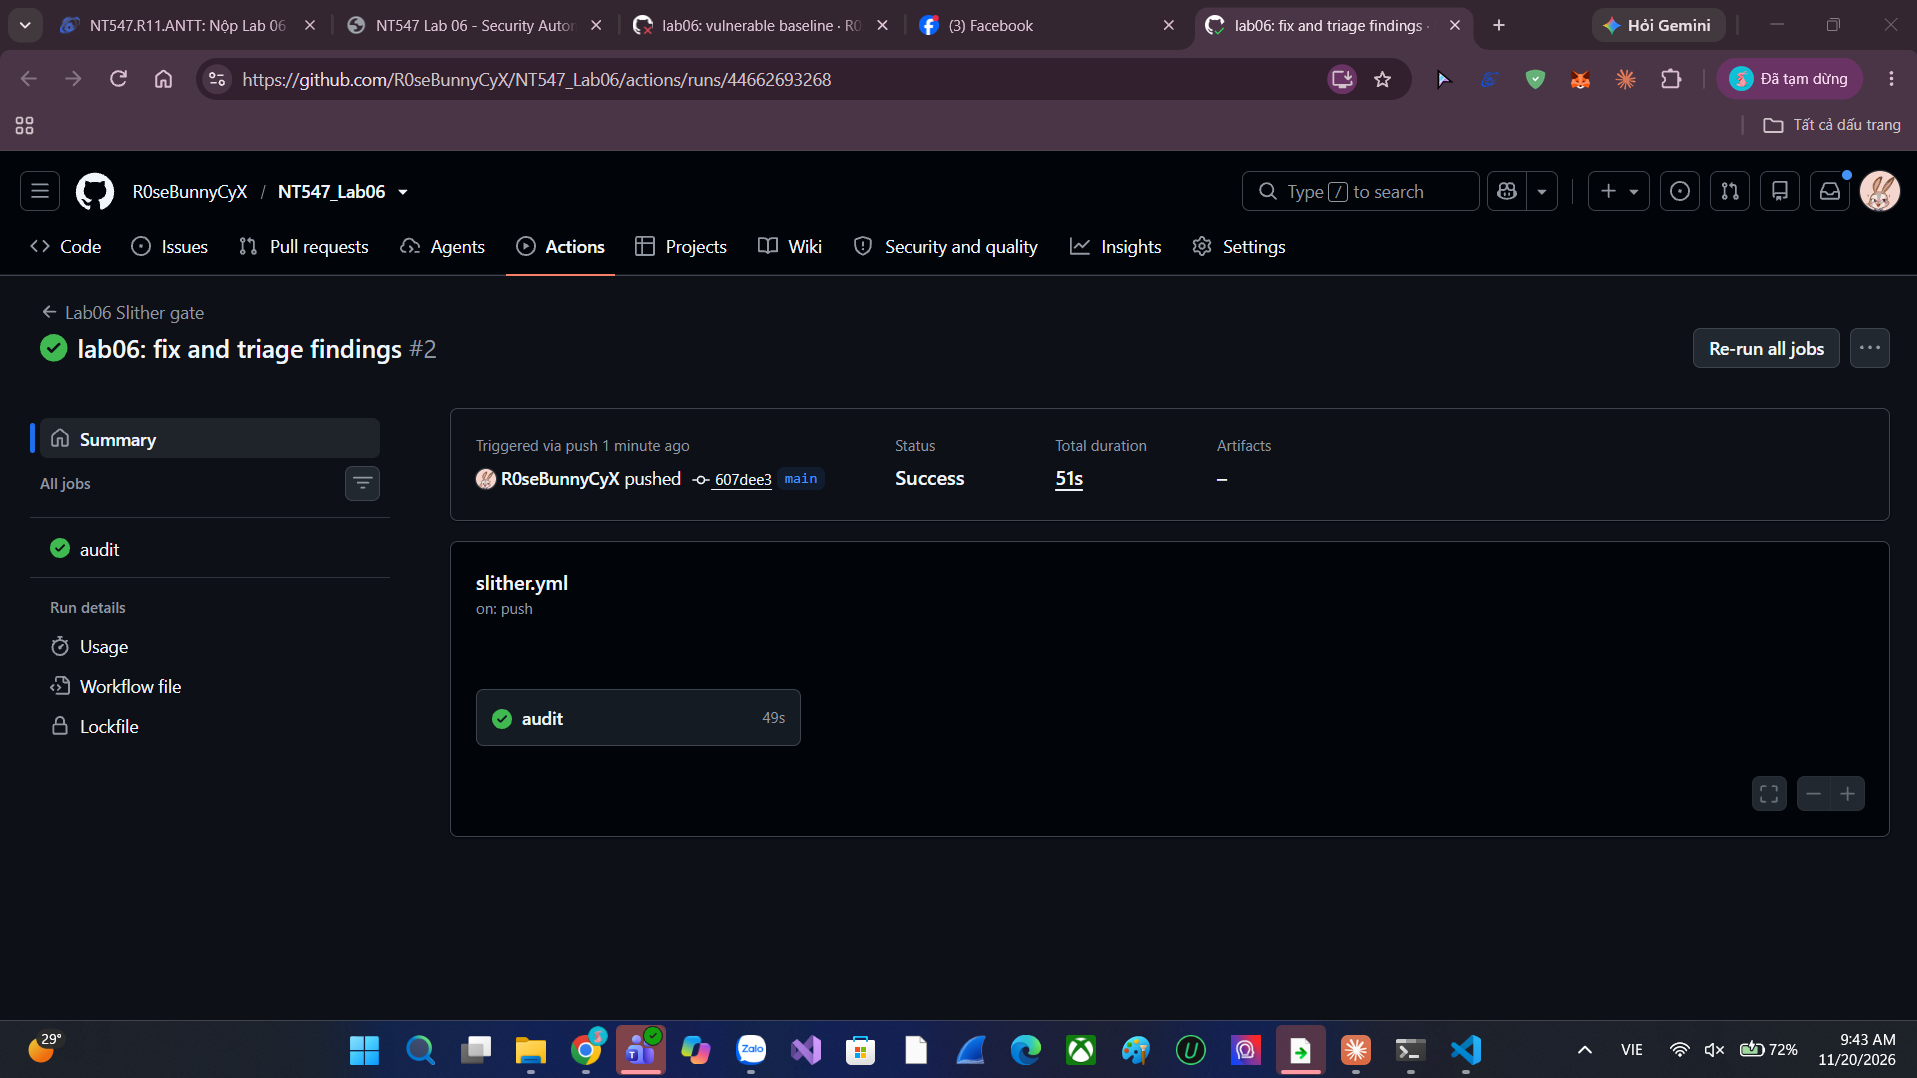 NT547.R11.ANTT: Nộp Lab 06
NT547 Lab 06 - Security Autom
lab06: vulnerable baseline · R0
(3) Facebook
lab06: fix and triage findings ·
Hỏi Gemini
https://github.com/R0seBunnyCyX/NT547_Lab06/actions/runs/44662693268
Đã tạm dừng
Tất cả dấu trang
R0seBunnyCyX / NT547_Lab06
Type / to search
Code
Issues
Pull requests
Agents
Actions
Projects
Wiki
Security and quality
Insights
Settings
Lab06 Slither gate
lab06: fix and triage findings #2
Re-run all jobs
Summary
All jobs
audit
Run details
Usage
Workflow file
Lockfile
Triggered via push 1 minute ago
R0seBunnyCyX pushed 607dee3 main
Status
Success
Total duration
51s
Artifacts
–
slither.yml
on: push
audit 49s
29°
Zalo
VIE
72%
9:43 AM
11/20/2026